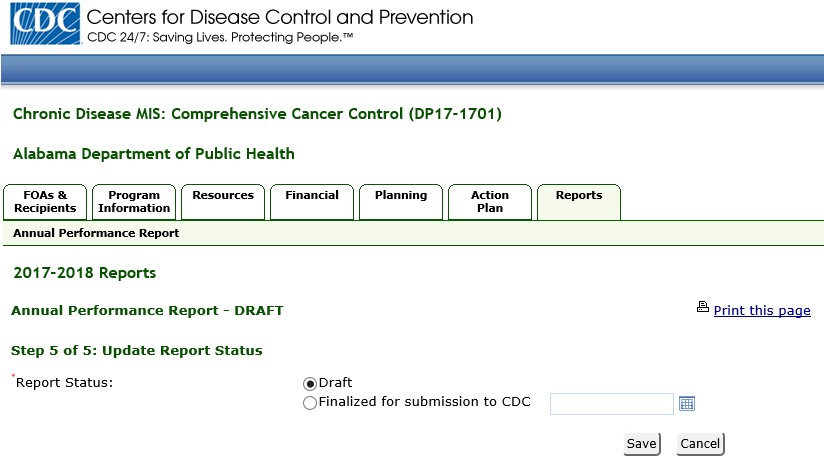 CDC Centers for Disease Control and Prevention
CDC 24/7: Saving Lives. Protecting People.™
Chronic Disease MIS: Comprehensive Cancer Control (DP17-1701)
Alabama Department of Public Health
FOAs & Recipients Program Information Resources Financial Planning Action Plan Reports
Annual Performance Report
2017-2018 Reports
Annual Performance Report - DRAFT Print this page
Step 5 of 5: Update Report Status
*Report Status: Draft
Finalized for submission to CDC
Save Cancel